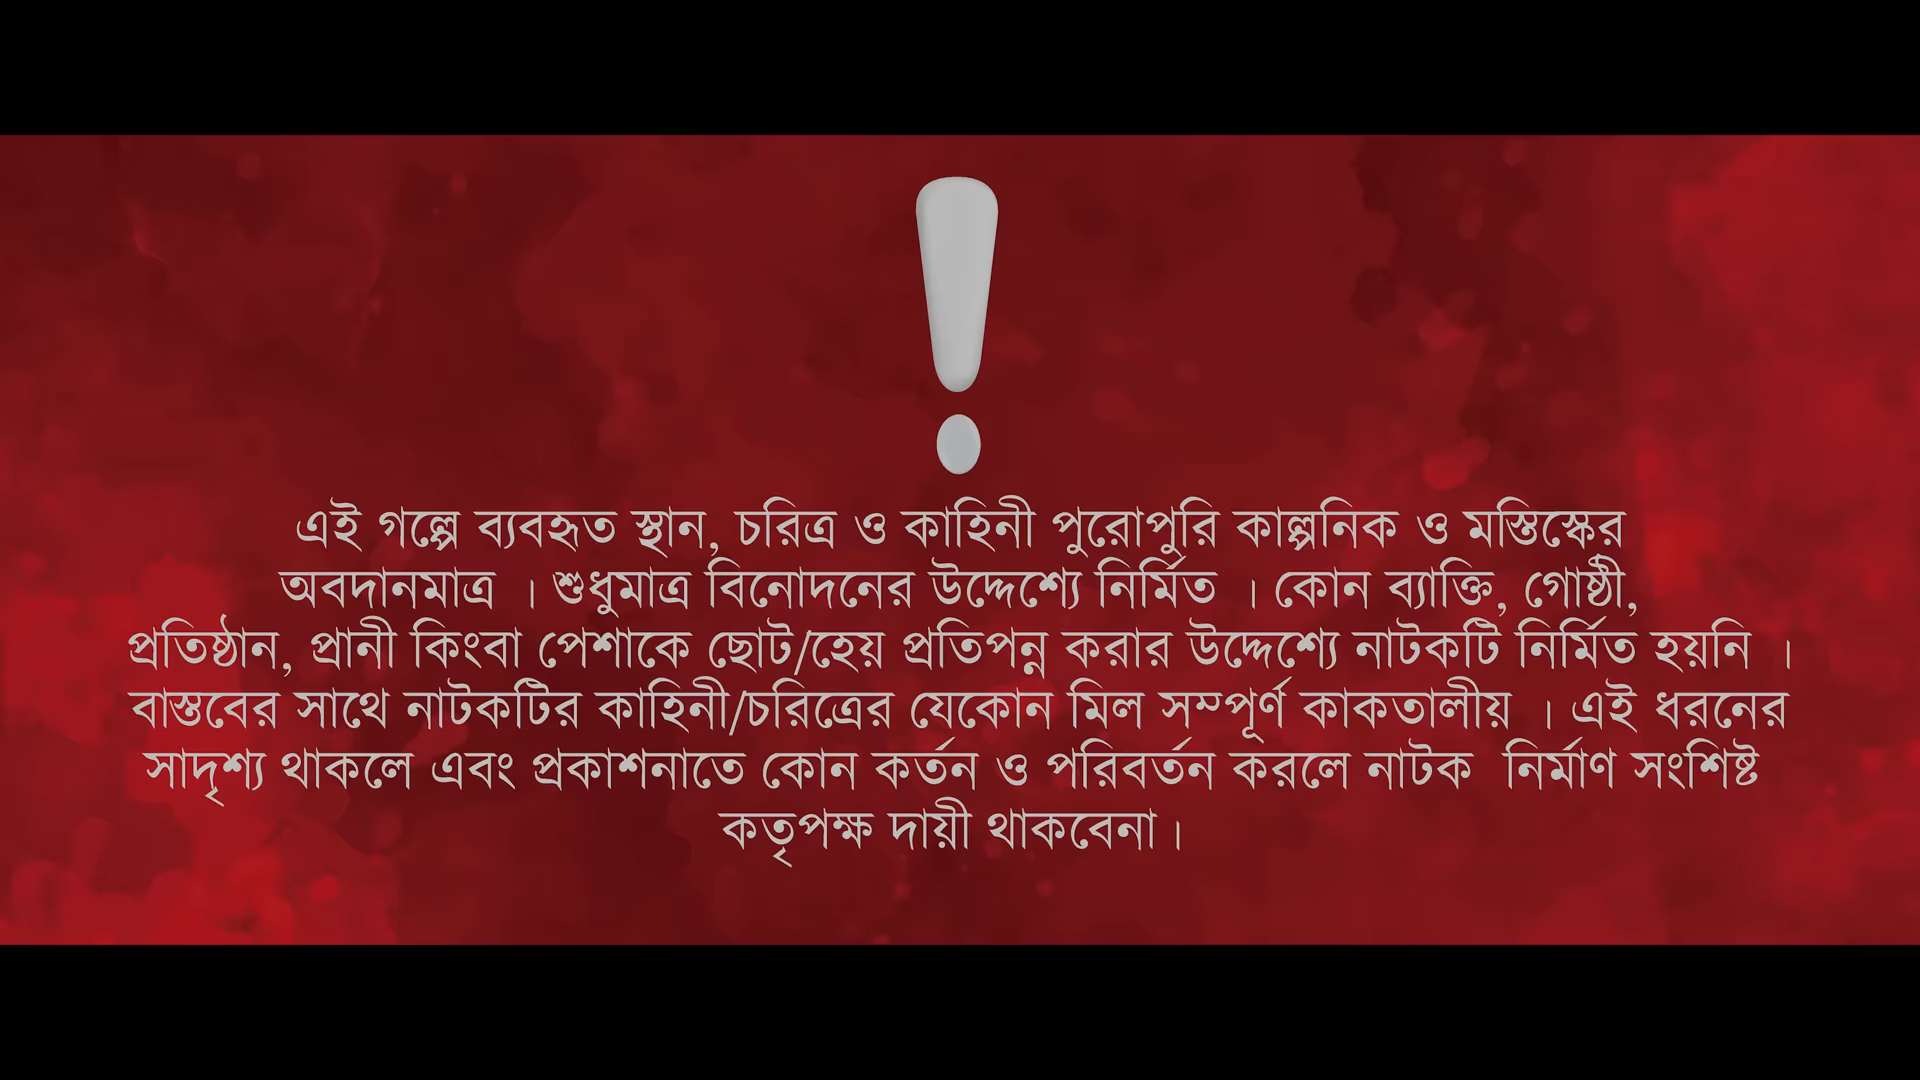 এই গল্পে ব্যবহৃত স্থান, চরিত্র ও কাহিনী পুরোপুরি কাল্পনিক ও মস্তিস্কের
অবদানমাত্র । শুধুমাত্র বিনোদনের উদ্দেশ্যে নির্মিত । কোন ব্যাক্তি, গোষ্ঠী,
প্রতিষ্ঠান, প্রানী কিংবা পেশাকে ছোট/হেয় প্রতিপন্ন করার উদ্দেশ্যে নাটকটি নির্মিত হয়নি ।
বাস্তবের সাথে নাটকটির কাহিনী/চরিত্রের যেকোন মিল সম্পূর্ণ কাকতালীয় । এই ধরনের
সাদৃশ্য থাকলে এবং প্রকাশনাতে কোন কর্তন ও পরিবর্তন করলে নাটক নির্মাণ সংশিষ্ট
কতৃপক্ষ দায়ী থাকবেনা।